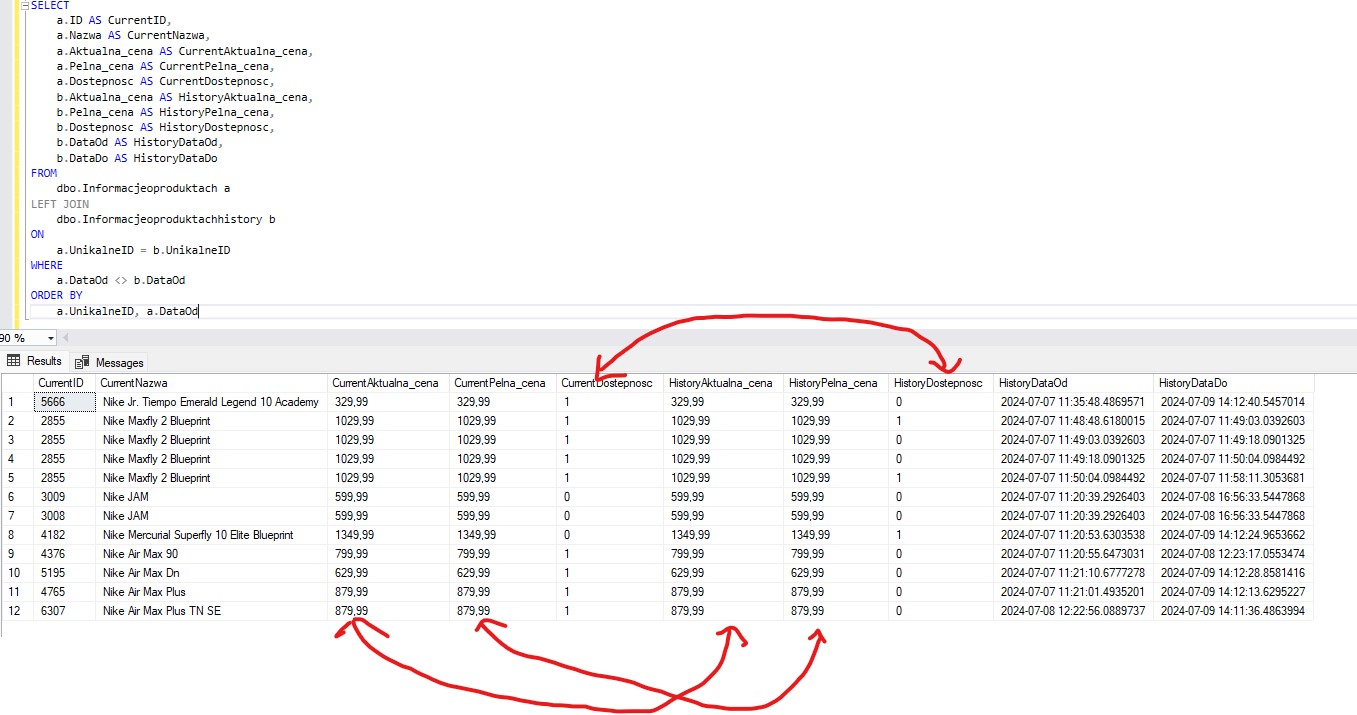 SELECT
a.ID AS CurrentID,
a.Nazwa AS CurrentNazwa,
a.Aktualna_cena AS CurrentAktualna_cena,
a.Pelna_cena AS CurrentPelna_cena,
a.Dostepnosc AS CurrentDostepnosc,
b.Aktualna_cena AS HistoryAktualna_cena,
b.Pelna_cena AS HistoryPelna_cena,
b.Dostepnosc AS HistoryDostepnosc,
b.DataOd AS HistoryDataOd,
b.DataDo AS HistoryDataDo
FROM
dbo.Informacjeoproduktach a
LEFT JOIN
dbo.Informacjeoproduktachhistory b
ON
a.UnikalneID = b.UnikalneID
WHERE
a.DataOd <> b.DataOd
ORDER BY
a.UnikalneID, a.DataOd
90 %
Results Messages
CurrentID CurrentNazwa CurrentAktualna_cena CurrentPelna_cena CurrentDostepnosc HistoryAktualna_cena HistoryPelna_cena HistoryDostepnosc HistoryDataOd HistoryDataDo
1 5666 Nike Jr. Tiempo Emerald Legend 10 Academy 329,99 329,99 1 329,99 329,99 0 2024-07-07 11:35:48.4869571 2024-07-09 14:12:40.5457014
2 2855 Nike Maxfly 2 Blueprint 1029,99 1029,99 1 1029,99 1029,99 1 2024-07-07 11:48:48.6180015 2024-07-07 11:49:03.0392603
3 2855 Nike Maxfly 2 Blueprint 1029,99 1029,99 1 1029,99 1029,99 0 2024-07-07 11:49:03.0392603 2024-07-07 11:49:18.0901325
4 2855 Nike Maxfly 2 Blueprint 1029,99 1029,99 1 1029,99 1029,99 0 2024-07-07 11:49:18.0901325 2024-07-07 11:50:04.0984492
5 2855 Nike Maxfly 2 Blueprint 1029,99 1029,99 1 1029,99 1029,99 1 2024-07-07 11:50:04.0984492 2024-07-07 11:58:11.3053681
6 3009 Nike JAM 599,99 599,99 0 599,99 599,99 0 2024-07-07 11:20:39.2926403 2024-07-08 16:56:33.5447868
7 3008 Nike JAM 599,99 599,99 0 599,99 599,99 0 2024-07-07 11:20:39.2926403 2024-07-08 16:56:33.5447868
8 4182 Nike Mercurial Superfly 10 Elite Blueprint 1349,99 1349,99 0 1349,99 1349,99 1 2024-07-07 11:20:53.6303538 2024-07-09 14:12:24.9653662
9 4376 Nike Air Max 90 799,99 799,99 1 799,99 799,99 0 2024-07-07 11:20:55.6473031 2024-07-08 12:23:17.0553474
10 5195 Nike Air Max Dn 629,99 629,99 1 629,99 629,99 0 2024-07-07 11:21:10.6777278 2024-07-09 14:12:28.8581416
11 4765 Nike Air Max Plus 879,99 879,99 1 879,99 879,99 0 2024-07-07 11:21:01.4935201 2024-07-09 14:12:13.6295227
12 6307 Nike Air Max Plus TN SE 879,99 879,99 1 879,99 879,99 0 2024-07-08 12:22:56.0889737 2024-07-09 14:11:36.4863994